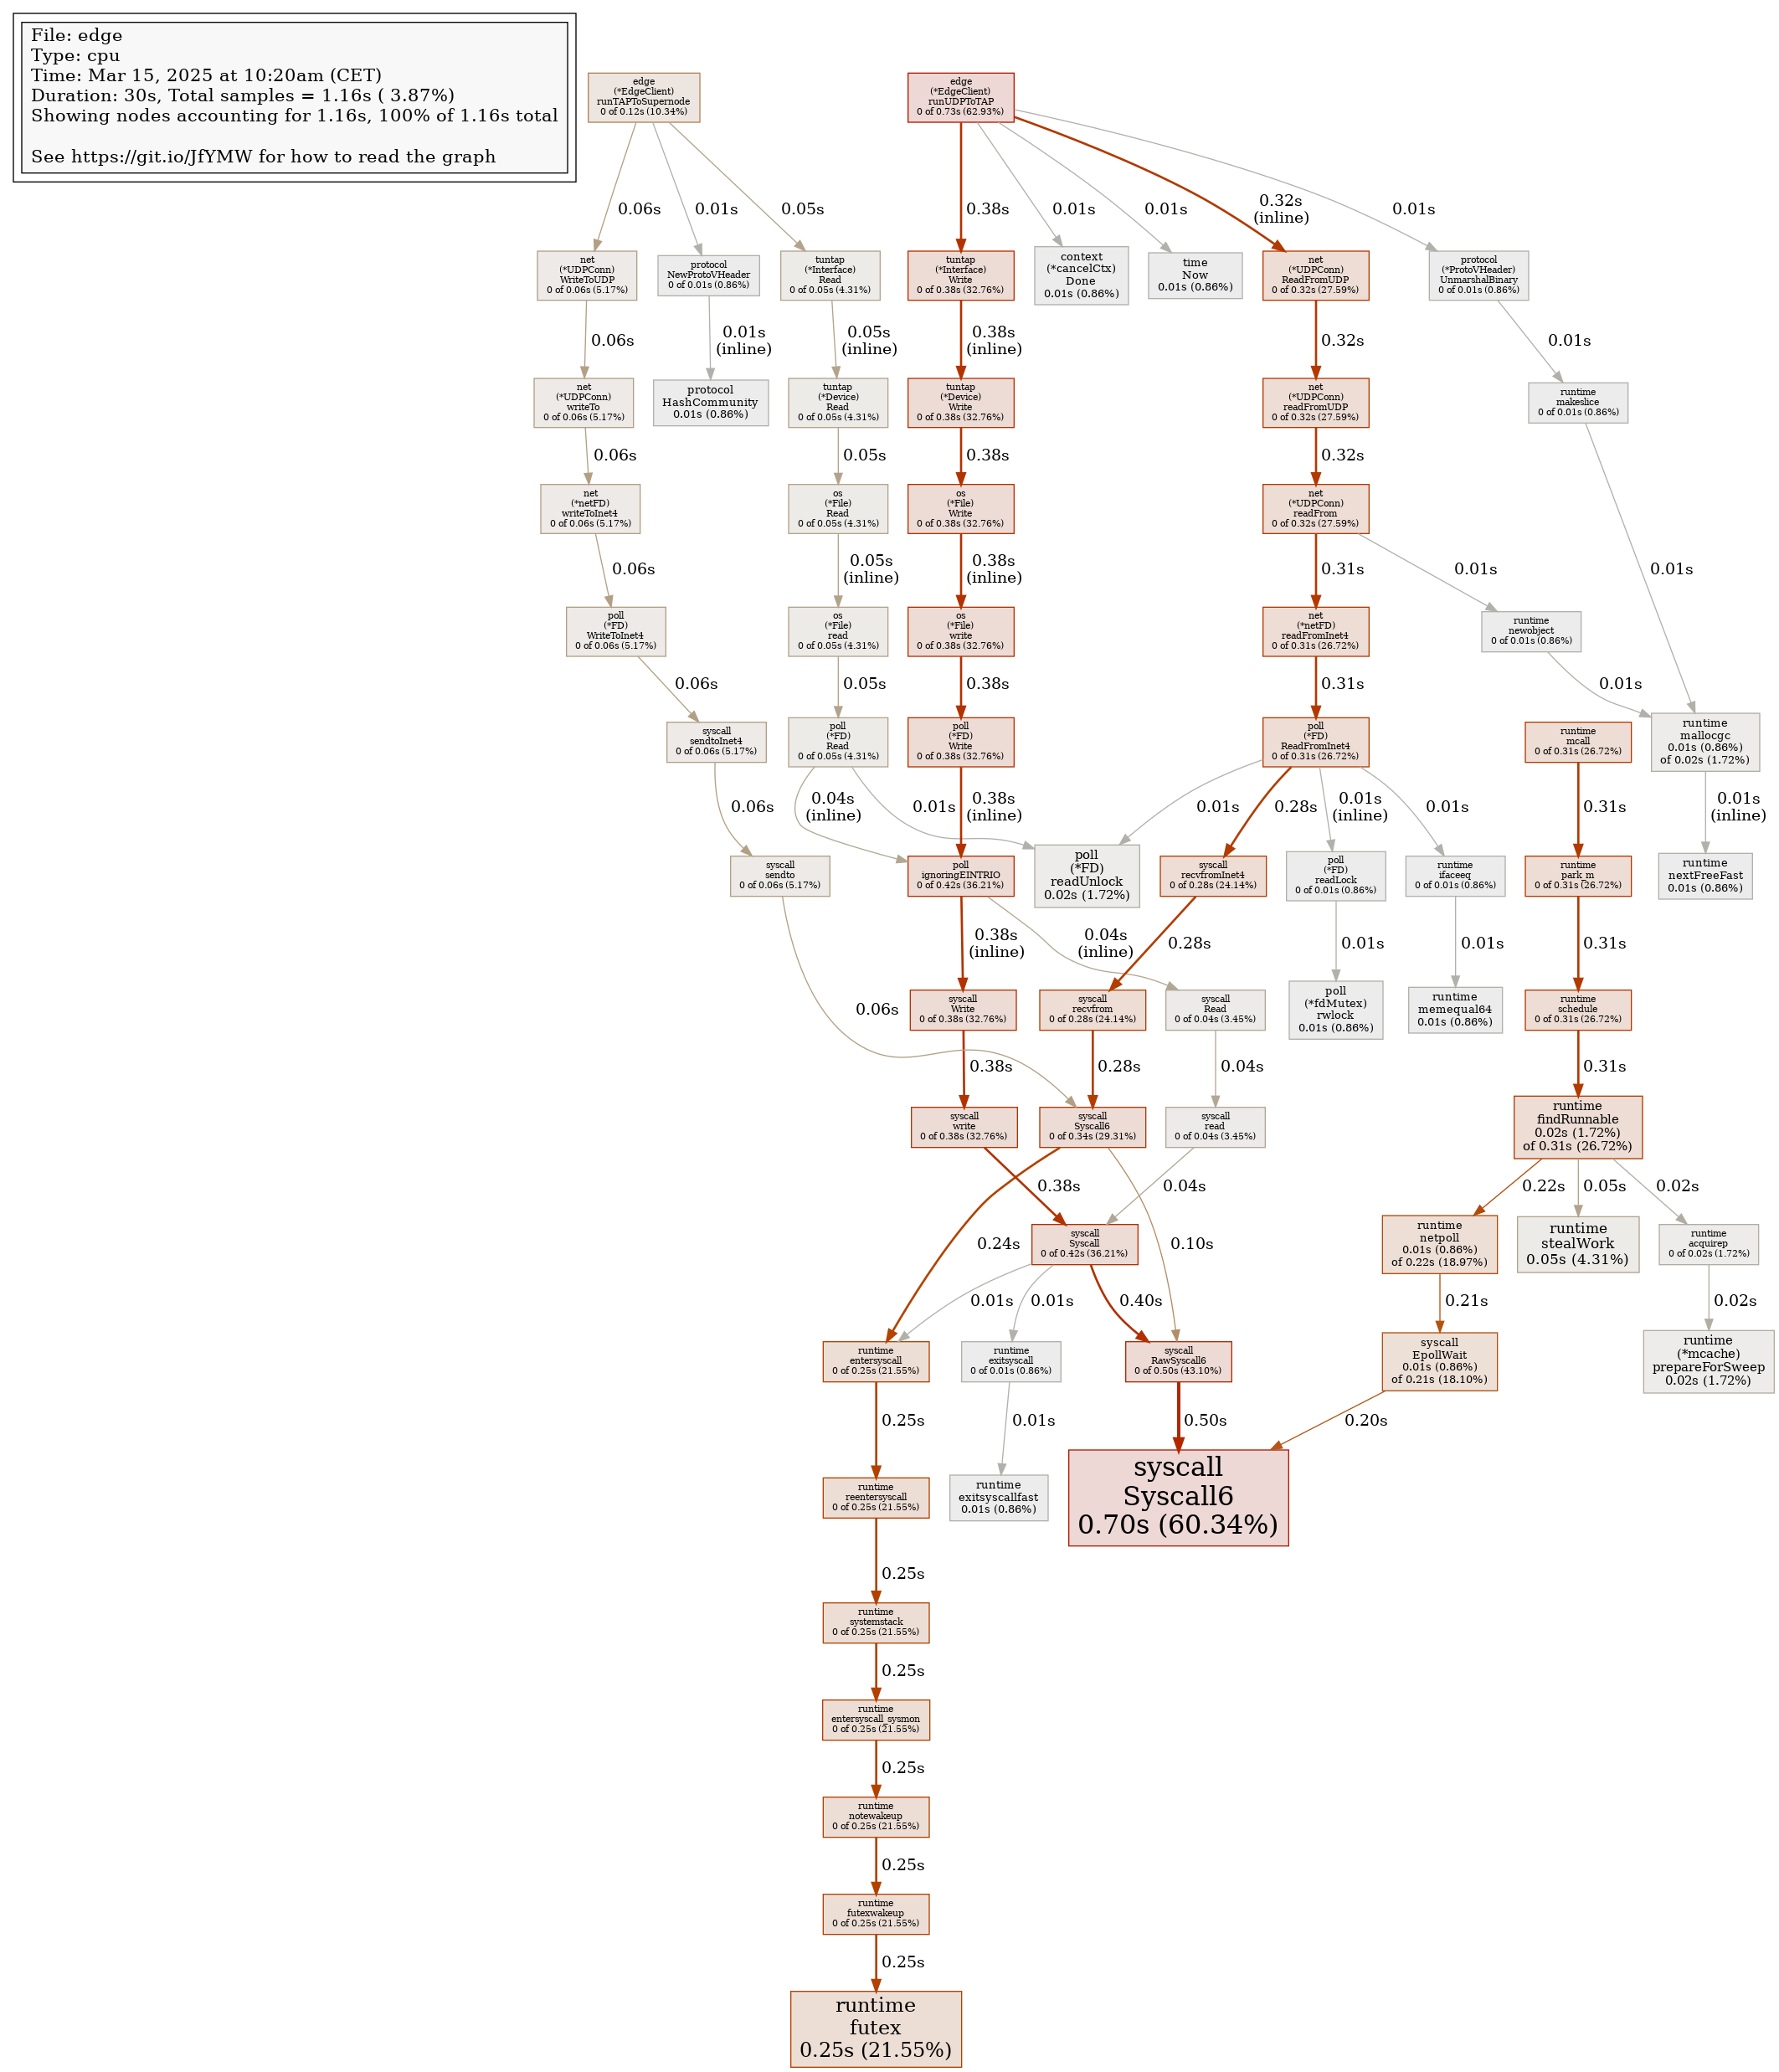 File: edge
Type: cpu
Time: Mar 15, 2025 at 10:20am (CET)
Duration: 30s, Total samples = 1.16s ( 3.87%)
Showing nodes accounting for 1.16s, 100% of 1.16s total
See https://git.io/JfYMW for how to read the graph
edge
(*EdgeClient)
runTAPToSupernode
0 of 0.12s (10.34%)
edge
(*EdgeClient)
runUDPToTAP
0 of 0.73s (62.93%)
0.06s
0.01s
0.05s
0.38s
0.01s
0.01s
0.32s
(inline)
0.01s
net
(*UDPConn)
WriteToUDP
0 of 0.06s (5.17%)
protocol
NewProtoVHeader
0 of 0.01s (0.86%)
tuntap
(*Interface)
Read
0 of 0.05s (4.31%)
tuntap
(*Interface)
Write
0 of 0.38s (32.76%)
context
(*cancelCtx)
Done
0.01s (0.86%)
time
Now
0.01s (0.86%)
net
(*UDPConn)
ReadFromUDP
0 of 0.32s (27.59%)
protocol
(*ProtoVHeader)
UnmarshalBinary
0 of 0.01s (0.86%)
0.06s
0.01s
(inline)
0.05s
(inline)
0.38s
(inline)
0.32s
0.01s
net
(*UDPConn)
writeTo
0 of 0.06s (5.17%)
protocol
HashCommunity
0.01s (0.86%)
tuntap
(*Device)
Read
0 of 0.05s (4.31%)
tuntap
(*Device)
Write
0 of 0.38s (32.76%)
net
(*UDPConn)
readFromUDP
0 of 0.32s (27.59%)
runtime
makeslice
0 of 0.01s (0.86%)
0.06s
0.05s
0.38s
0.32s
net
(*netFD)
writeToInet4
0 of 0.06s (5.17%)
os
(*File)
Read
0 of 0.05s (4.31%)
os
(*File)
Write
0 of 0.38s (32.76%)
net
(*UDPConn)
readFrom
0 of 0.32s (27.59%)
0.06s
0.05s
(inline)
0.38s
(inline)
0.31s
0.01s
0.01s
poll
(*FD)
WriteToInet4
0 of 0.06s (5.17%)
os
(*File)
read
0 of 0.05s (4.31%)
os
(*File)
write
0 of 0.38s (32.76%)
net
(*netFD)
readFromInet4
0 of 0.31s (26.72%)
runtime
newobject
0 of 0.01s (0.86%)
0.06s
0.05s
0.38s
0.31s
0.01s
syscall
sendtoInet4
0 of 0.06s (5.17%)
poll
(*FD)
Read
0 of 0.05s (4.31%)
poll
(*FD)
Write
0 of 0.38s (32.76%)
poll
(*FD)
ReadFromInet4
0 of 0.31s (26.72%)
runtime
mcall
0 of 0.31s (26.72%)
runtime
mallocgc
0.01s (0.86%)
of 0.02s (1.72%)
0.06s
0.04s
(inline)
0.01s
0.38s
(inline)
0.01s
0.28s
0.01s
(inline)
0.01s
0.31s
0.01s
(inline)
syscall
sendto
0 of 0.06s (5.17%)
poll
ignoringEINTRIO
0 of 0.42s (36.21%)
poll
(*FD)
readUnlock
0.02s (1.72%)
syscall
recvfromInet4
0 of 0.28s (24.14%)
poll
(*FD)
readLock
0 of 0.01s (0.86%)
runtime
ifaceeq
0 of 0.01s (0.86%)
runtime
park_m
0 of 0.31s (26.72%)
runtime
nextFreeFast
0.01s (0.86%)
0.06s
0.38s
(inline)
0.04s
(inline)
0.28s
0.01s
0.01s
0.31s
syscall
Write
0 of 0.38s (32.76%)
syscall
recvfrom
0 of 0.28s (24.14%)
syscall
Read
0 of 0.04s (3.45%)
poll
(*fdMutex)
rwlock
0.01s (0.86%)
runtime
memequal64
0.01s (0.86%)
runtime
schedule
0 of 0.31s (26.72%)
0.38s
0.28s
0.04s
0.31s
syscall
write
0 of 0.38s (32.76%)
syscall
Syscall6
0 of 0.34s (29.31%)
syscall
read
0 of 0.04s (3.45%)
runtime
findRunnable
0.02s (1.72%)
of 0.31s (26.72%)
0.24s
0.38s
0.10s
0.04s
0.22s
0.05s
0.02s
syscall
Syscall
0 of 0.42s (36.21%)
runtime
netpoll
0.01s (0.86%)
of 0.22s (18.97%)
runtime
stealWork
0.05s (4.31%)
runtime
acquirep
0 of 0.02s (1.72%)
0.01s
0.01s
0.40s
0.21s
0.02s
runtime
entersyscall
0 of 0.25s (21.55%)
runtime
exitsyscall
0 of 0.01s (0.86%)
syscall
RawSyscall6
0 of 0.50s (43.10%)
syscall
EpollWait
0.01s (0.86%)
of 0.21s (18.10%)
runtime
(*mcache)
prepareForSweep
0.02s (1.72%)
0.25s
0.01s
0.50s
0.20s
runtime
reentersyscall
0 of 0.25s (21.55%)
runtime
exitsyscallfast
0.01s (0.86%)
syscall
Syscall6
0.70s (60.34%)
0.25s
runtime
systemstack
0 of 0.25s (21.55%)
0.25s
runtime
entersyscall_sysmon
0 of 0.25s (21.55%)
0.25s
runtime
notewakeup
0 of 0.25s (21.55%)
0.25s
runtime
futexwakeup
0 of 0.25s (21.55%)
0.25s
runtime
futex
0.25s (21.55%)